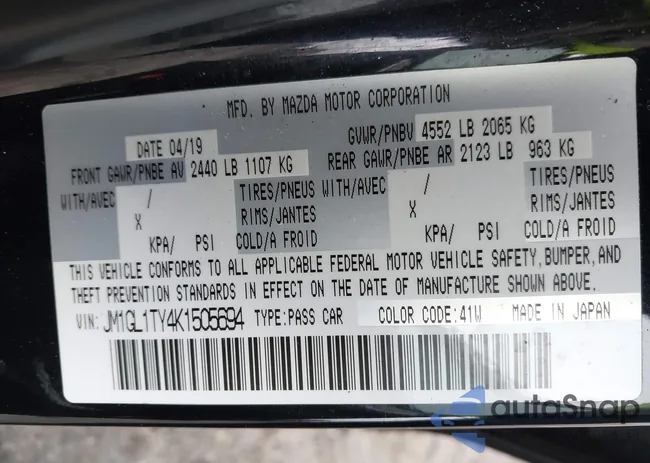 MFD. BY MAZDA MOTOR CORPORATION
DATE 04/19 GVWR/PNBV 4552 LB 2065 KG
FRONT GAWR/PNBE AV 2440 LB 1107 KG REAR GAWR/PNBE AR 2123 LB 963 KG
WITH/AVEC / TIRES/PNEUS WITH/AVEC / TIRES/PNEUS
X RIMS/JANTES X RIMS/JANTES
KPA/ PSI COLD/A FROID KPA/ PSI COLD/A FROID
THIS VEHICLE CONFORMS TO ALL APPLICABLE FEDERAL MOTOR VEHICLE SAFETY, BUMPER, AND
THEFT PREVENTION STANDARDS IN EFFECT ON THE DATE OF MANUFACTURE SHOWN ABOVE.
VIN: JM1GL1TY4K1505694 TYPE: PASS CAR COLOR CODE: 41W MADE IN JAPAN
autoSnap